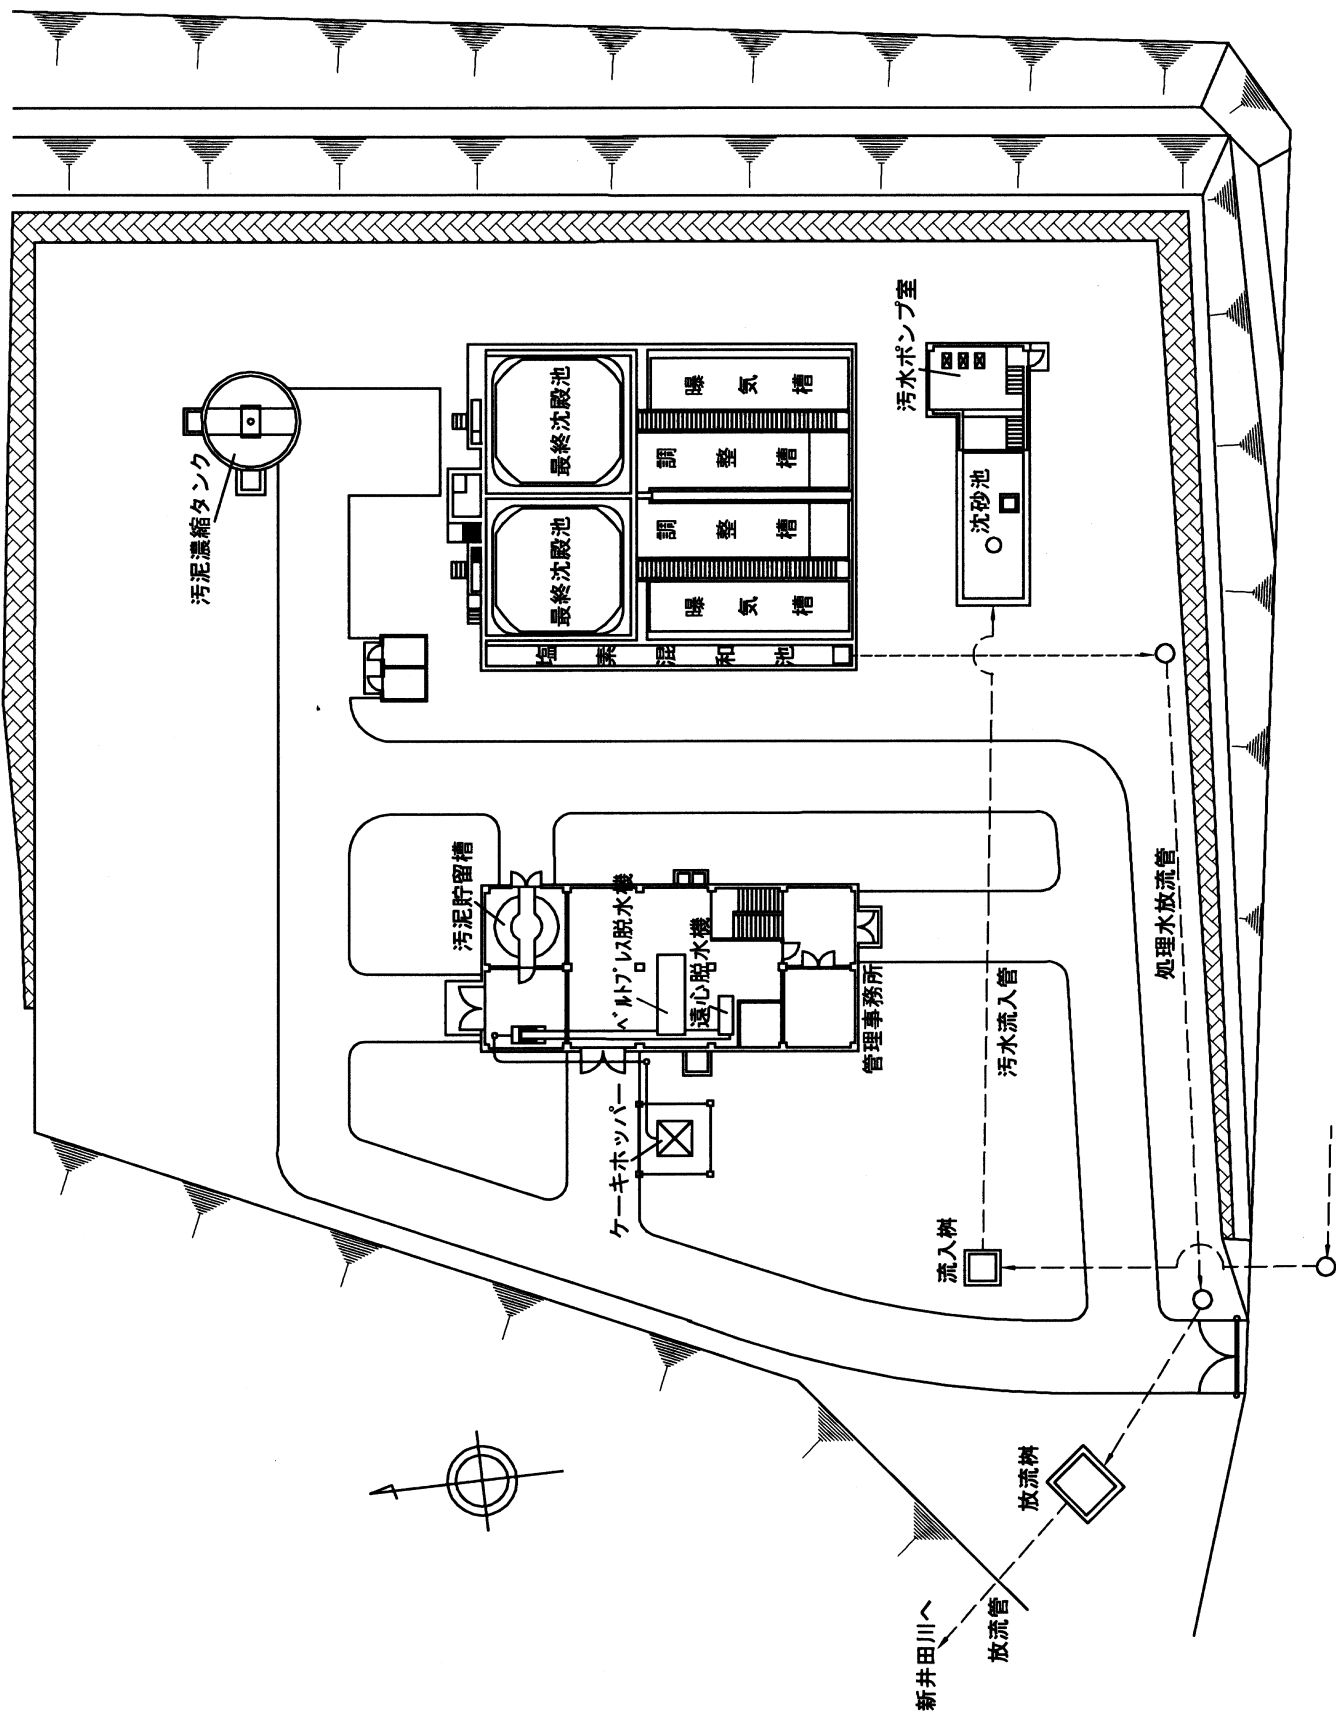 汚泥濃縮タンク
最終沈殿池
最終沈殿池
曝気槽
調整槽
調整槽
曝気槽
塩素混和池
汚水ポンプ室
沈砂池
汚泥貯留槽
ベルトプレス脱水機
遠心脱水機
管理事務所
ケーキホッパー
汚水流入管
処理水放流管
流入桝
放流桝
放流管
新井田川へ